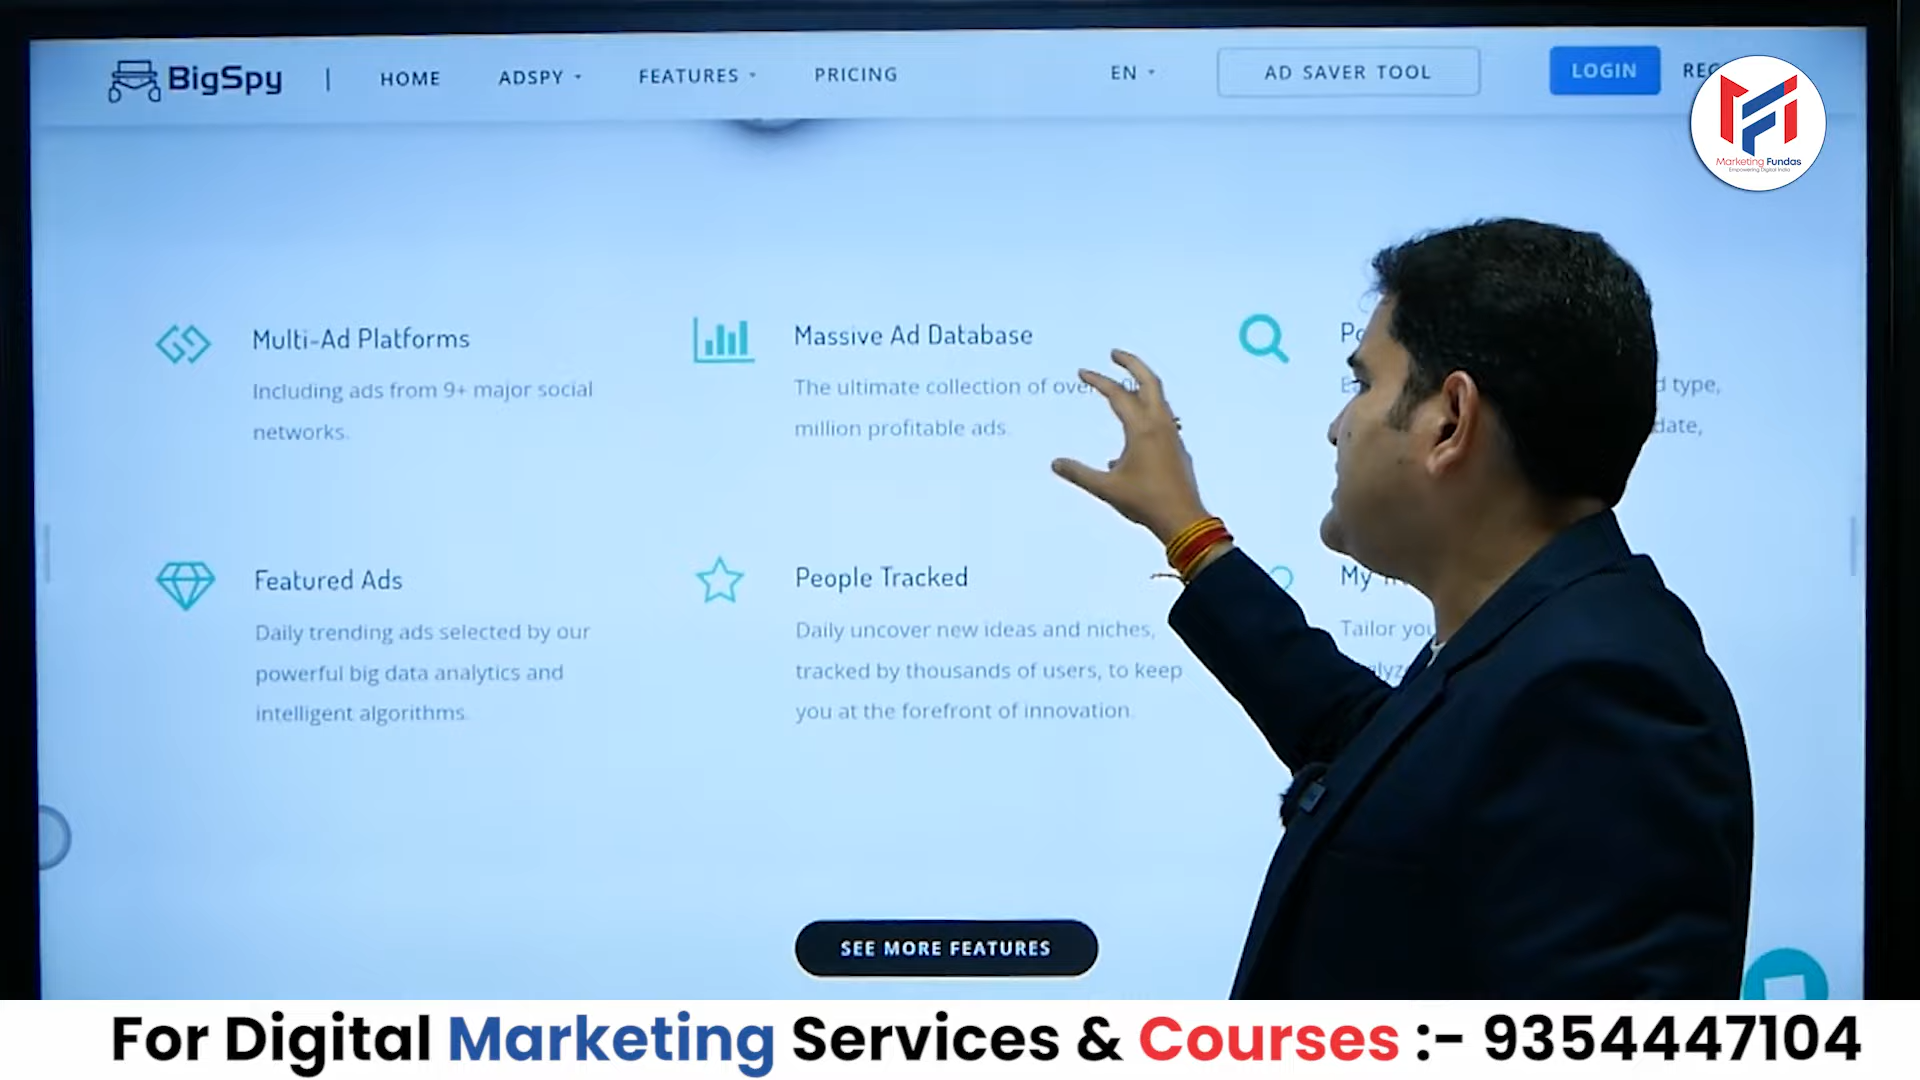 BigSpy | HOME ADSPY FEATURES PRICING EN AD SAVER TOOL LOGIN
Marketing Fundas
Empowering Digital India
Multi-Ad Platforms
Including ads from 9+ major social
networks.
Massive Ad Database
The ultimate collection of over
million profitable ads.
d type,
date,
Featured Ads
Daily trending ads selected by our
powerful big data analytics and
intelligent algorithms.
People Tracked
Daily uncover new ideas and niches,
tracked by thousands of users, to keep
you at the forefront of innovation.
My
Tailor
SEE MORE FEATURES
For Digital Marketing Services & Courses :- 9354447104